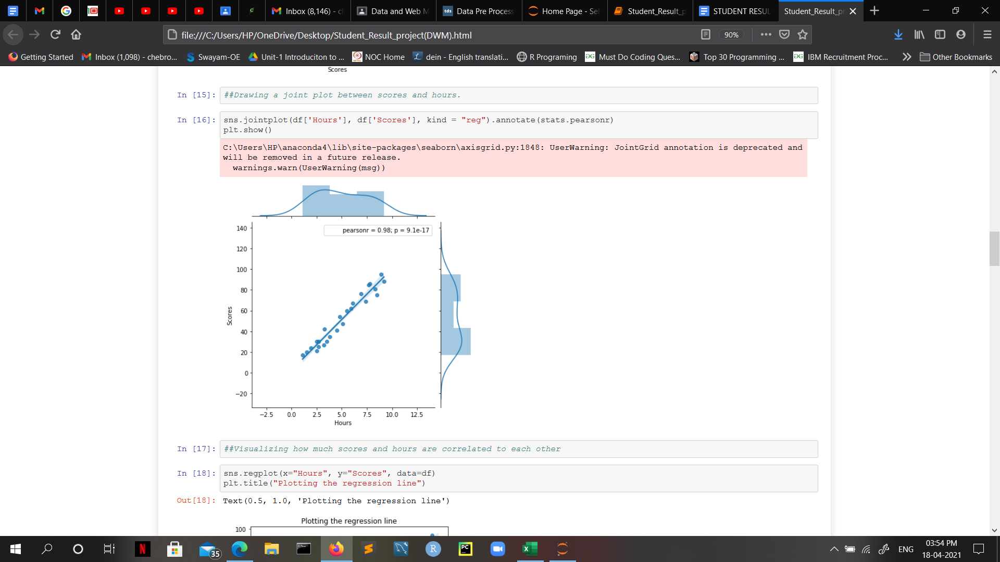 Inbox (8,146) - cl
Data and Web M
tds Data Pre Process
Home Page - Sel
Student_Result_p
STUDENT RESUL
Student_Result_pr
file:///C:/Users/HP/OneDrive/Desktop/Student_Result_project(DWM).html
90%
Getting Started
Inbox (1,098) - chebro...
Swayam-OE
Unit-1 Introduciton to ...
NOC Home
dein - English translati...
R Programing
Must Do Coding Ques...
Top 30 Programming ...
IBM Recruitment Proc...
Other Bookmarks
Scores
In [15]: ##Drawing a joint plot between scores and hours.
In [16]: sns.jointplot(df['Hours'], df['Scores'], kind = "reg").annotate(stats.pearsonr)
plt.show()
C:\Users\HP\anaconda4\lib\site-packages\seaborn\axisgrid.py:1848: UserWarning: JointGrid annotation is deprecated and
will be removed in a future release.
warnings.warn(UserWarning(msg))
pearsonr = 0.98; p = 9.1e-17
140
120
100
80
60
40
20
0
−20
Scores
−2.5 0.0 2.5 5.0 7.5 10.0 12.5
Hours
In [17]: ##Visualizing how much scores and hours are correlated to each other
In [18]: sns.regplot(x="Hours", y="Scores", data=df)
plt.title("Plotting the regression line")
Out[18]: Text(0.5, 1.0, 'Plotting the regression line')
Plotting the regression line
100
35
ENG
03:54 PM
18-04-2021